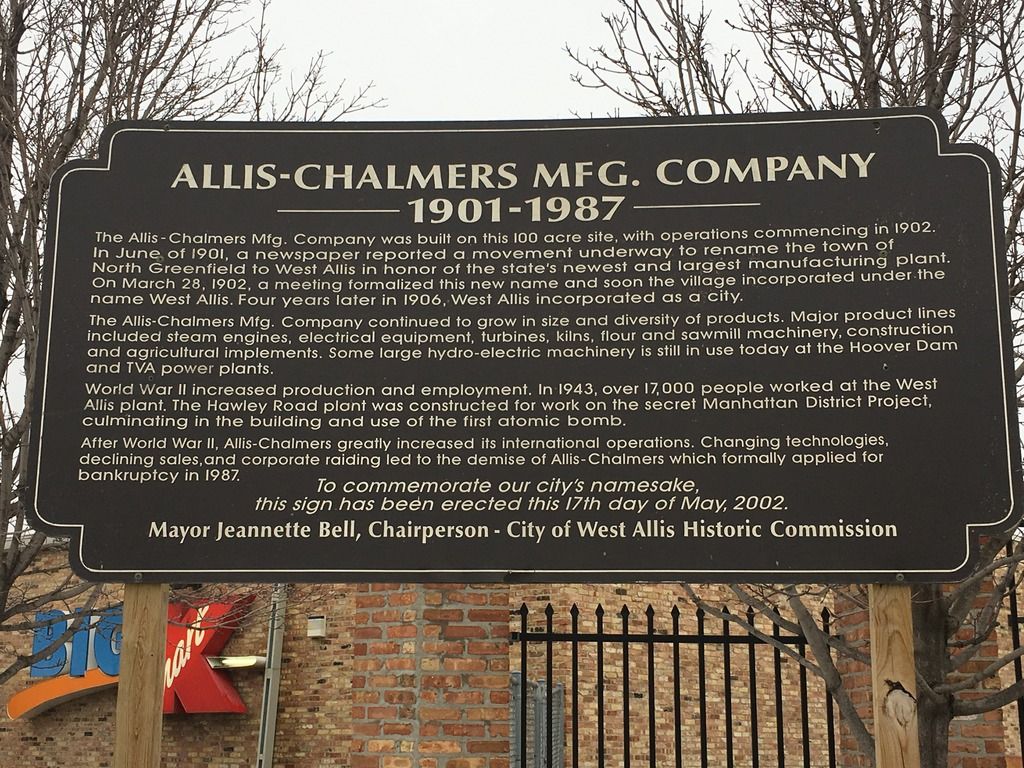 ALLIS-CHALMERS MFG. COMPANY
1901-1987
The Allis-Chalmers Mfg. Company was built on this 100 acre site, with operations commencing in 1902.
In June of 1901, a newspaper reported a movement underway to rename the town of
North Greenfield to West Allis in honor of the state's newest and largest manufacturing plant.
On March 28, 1902, a meeting formalized this new name and soon the village incorporated under the
name West Allis. Four years later in 1906, West Allis incorporated as a city.
The Allis-Chalmers Mfg. Company continued to grow in size and diversity of products. Major product lines
included steam engines, electrical equipment, turbines, kilns, flour and sawmill machinery, construction
and agricultural implements. Some large hydro-electric machinery is still in use today at the Hoover Dam
and TVA power plants.
World War II increased production and employment. In 1943, over 17,000 people worked at the West
Allis plant. The Hawley Road plant was constructed for work on the secret Manhattan District Project,
culminating in the building and use of the first atomic bomb.
After World War II, Allis-Chalmers greatly increased its international operations. Changing technologies,
declining sales,and corporate raiding led to the demise of Allis-Chalmers which formally applied for
bankruptcy in 1987.
To commemorate our city's namesake,
this sign has been erected this 17th day of May, 2002.
Mayor Jeannette Bell, Chairperson - City of West Allis Historic Commission
BIG K
mart